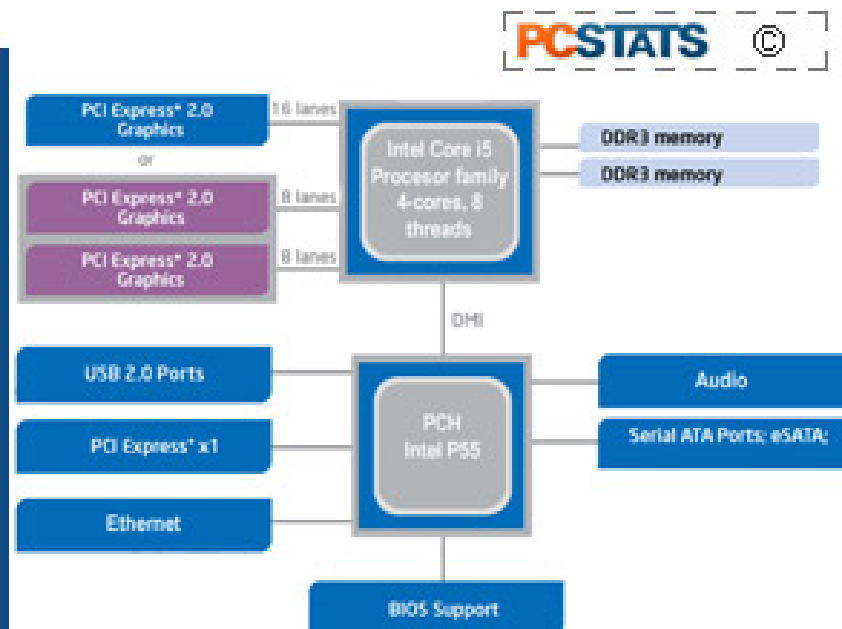 PCSTATS ©
PCI Express* 2.0
Graphics
16 lanes
or
PCI Express* 2.0
Graphics
8 lanes
PCI Express* 2.0
Graphics
8 lanes
Intel Core i5
Procesor family
4-cores, 8
threads
DDR3 memory
DDR3 memory
DMI
USB 2.0 Ports
PCI Express* x1
Ethernet
PCH
Intel P55
Audio
Serial ATA Ports; eSATA;
BIOS Support